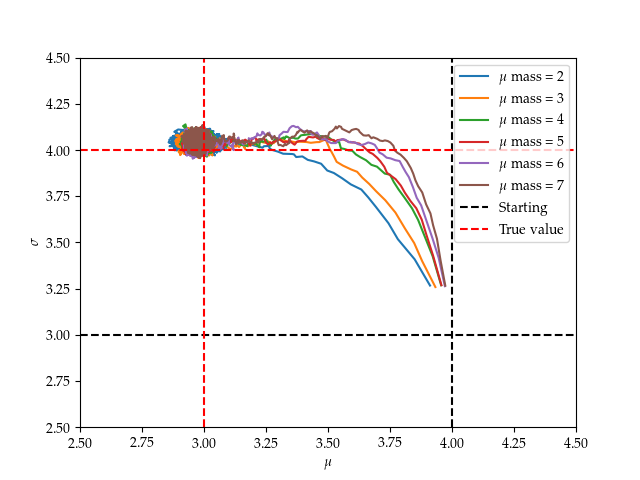 4.50
4.25
4.00
3.75
3.50
3.25
3.00
2.75
2.50
σ
2.50 2.75 3.00 3.25 3.50 3.75 4.00 4.25 4.50
μ
μ mass = 2
μ mass = 3
μ mass = 4
μ mass = 5
μ mass = 6
μ mass = 7
Starting
True value